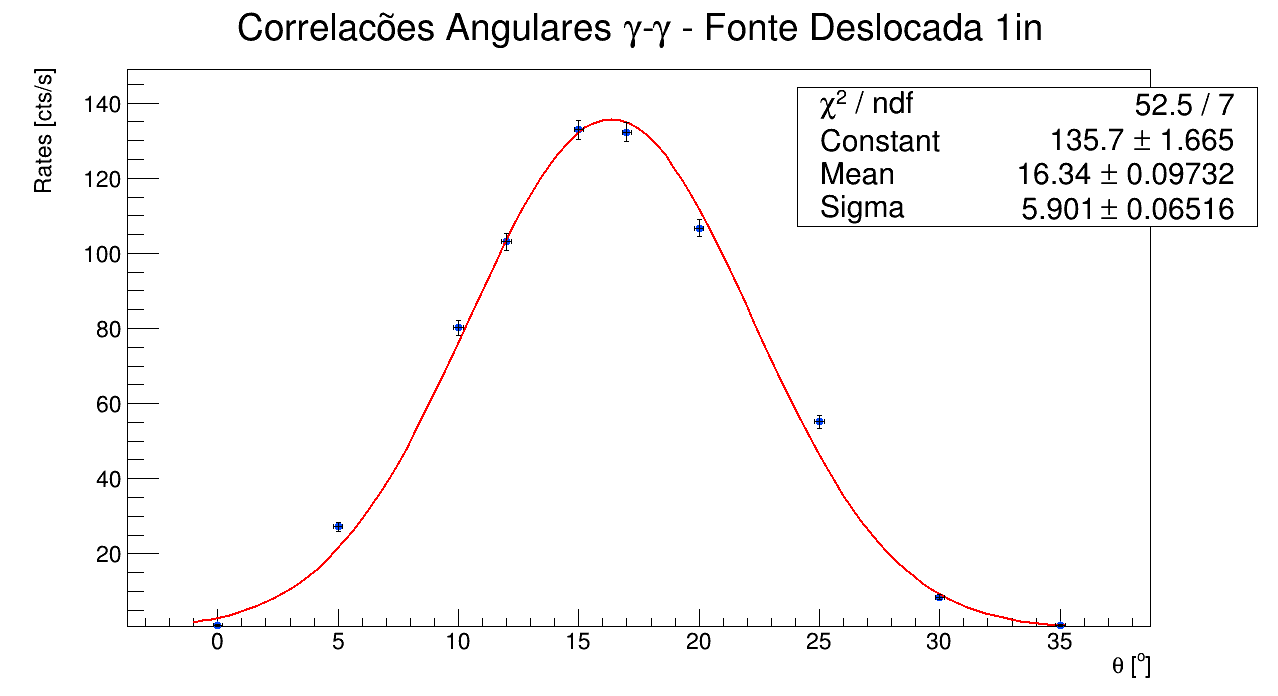 Correlacões Angulares γ-γ - Fonte Deslocada 1in
Rates [cts/s]
140
120
100
80
60
40
20
χ² / ndf 52.5 / 7
Constant 135.7 ± 1.665
Mean 16.34 ± 0.09732
Sigma 5.901 ± 0.06516
0 5 10 15 20 25 30 35
θ [°]